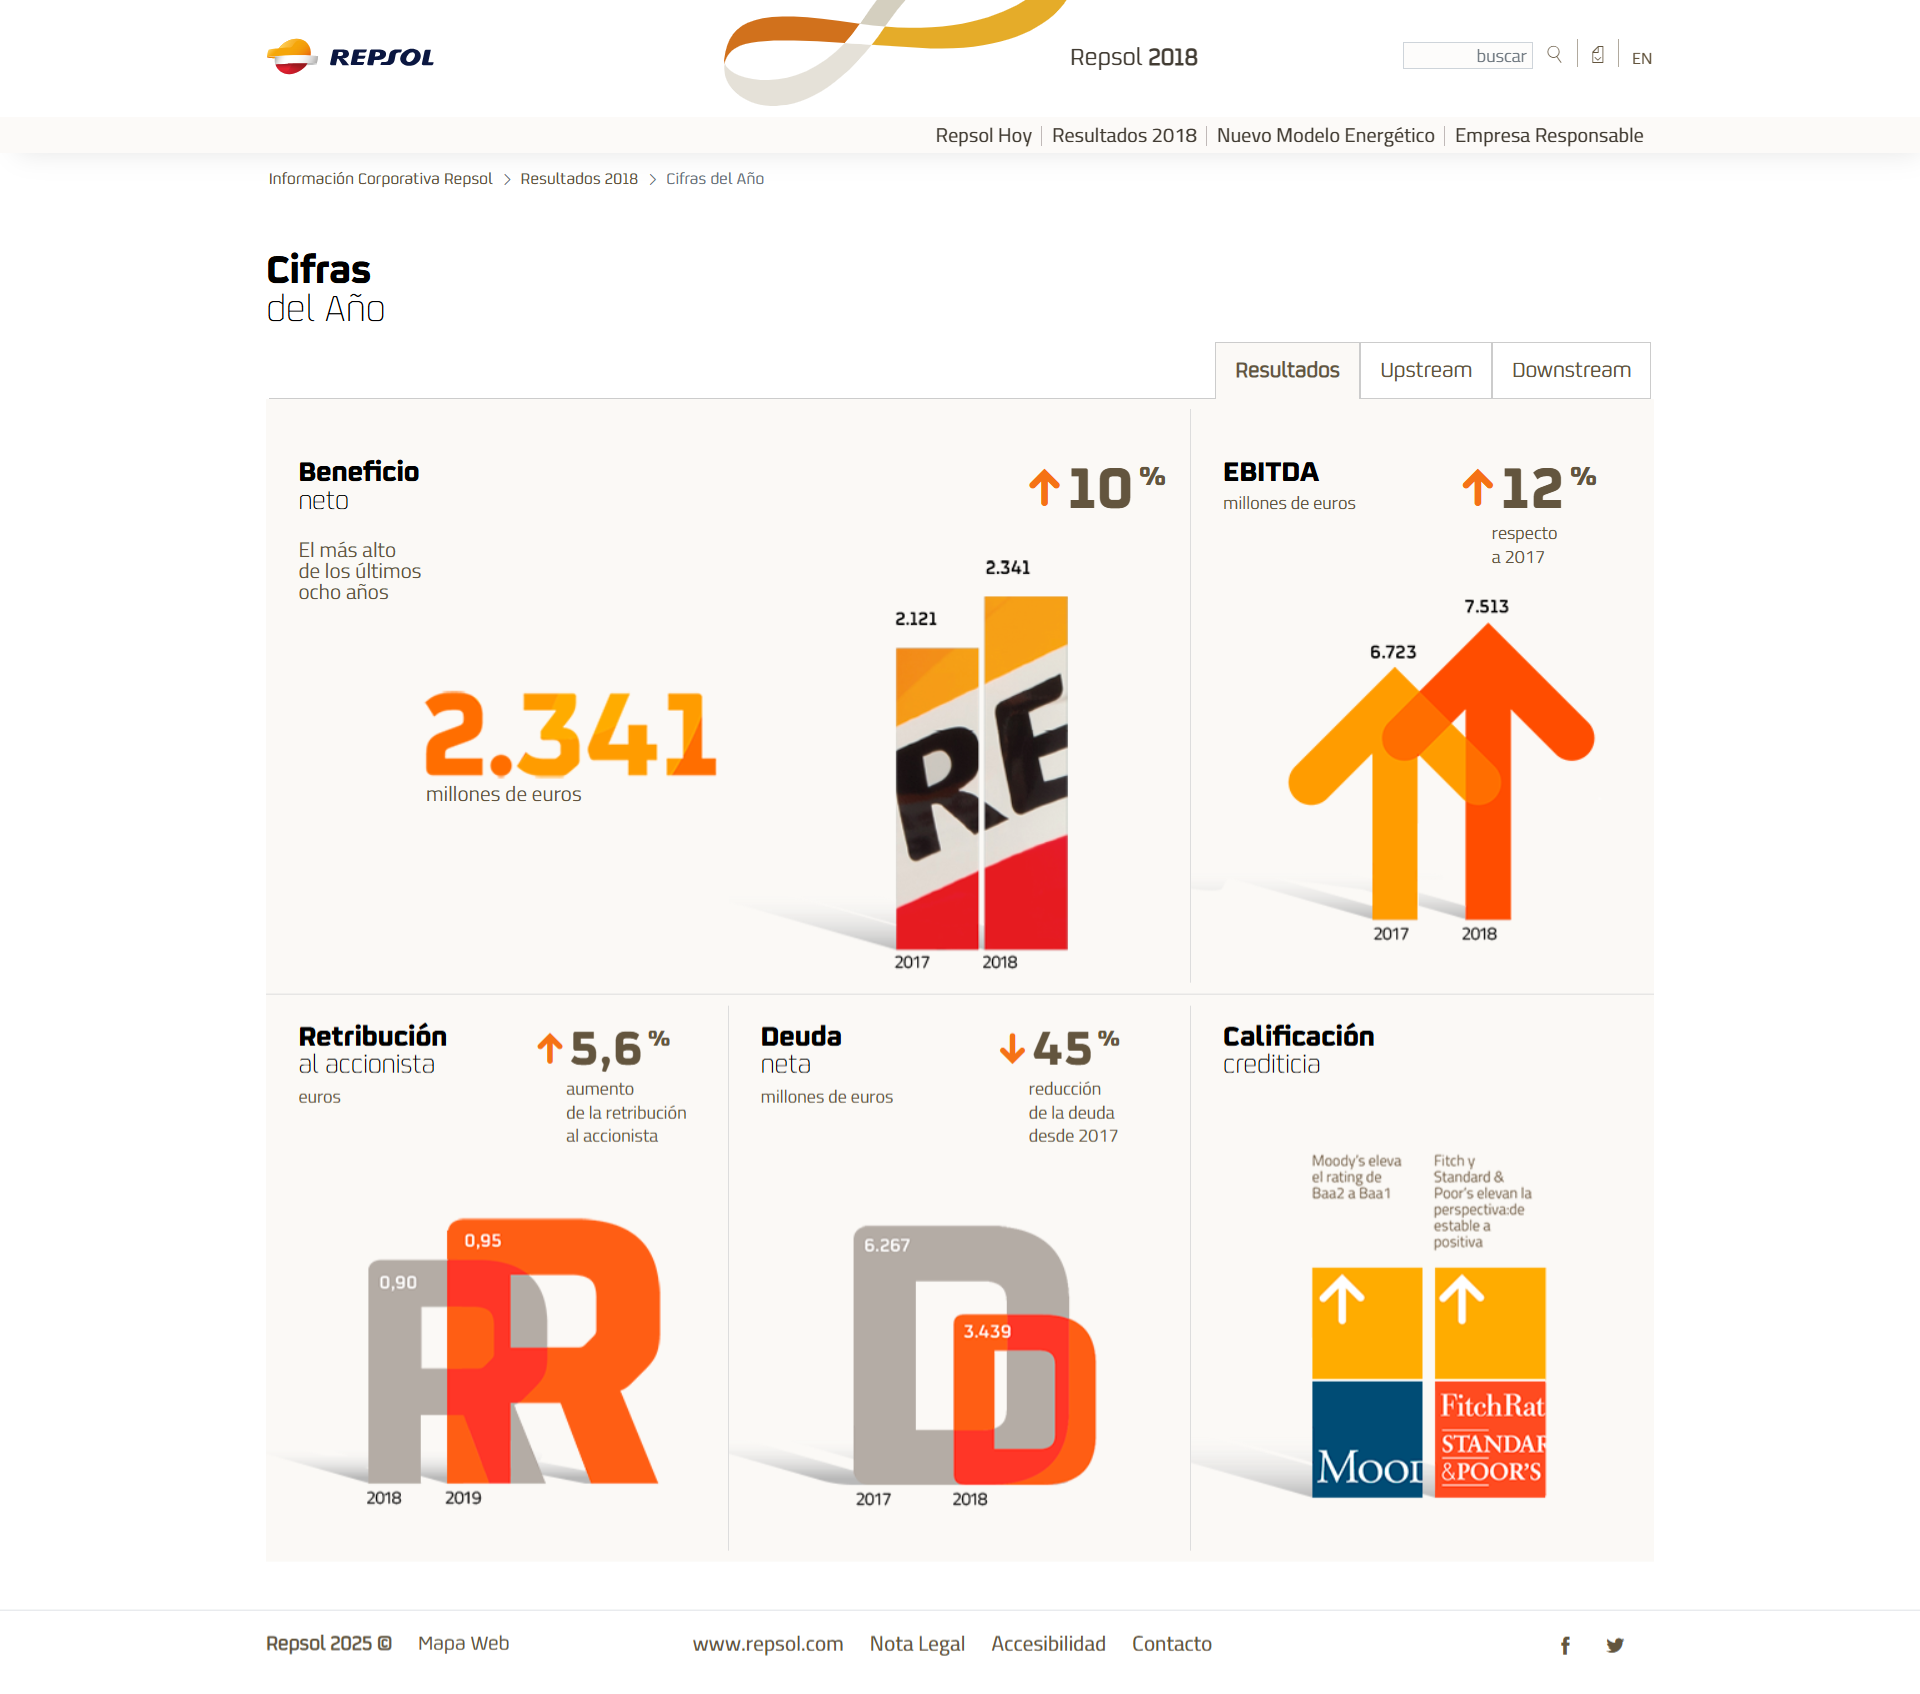 REPSOL
Repsol 2018
buscar
EN
Repsol Hoy
Resultados 2018
Nuevo Modelo Energético
Empresa Responsable
Información Corporativa Repsol
Resultados 2018
Cifras del Año
Cifras
del Año
Resultados
Upstream
Downstream
Beneficio
neto
10 %
El más alto
de los últimos
ocho años
2.341
millones de euros
2.121
2.341
RE
2017
2018
EBITDA
millones de euros
12 %
respecto
a 2017
6.723
7.513
2017
2018
Retribución
al accionista
euros
5,6 %
aumento
de la retribución
al accionista
0,90
0,95
2018
2019
Deuda
neta
millones de euros
45 %
reducción
de la deuda
desde 2017
6.267
3.439
2017
2018
Calificación
crediticia
Moody's eleva
el rating de
Baa2 a Baa1
Fitch y
Standard &
Poor's elevan la
perspectiva:de
estable a
positiva
Mood
FitchRat
STANDAR
&POOR'S
Repsol 2025 ©
Mapa Web
www.repsol.com
Nota Legal
Accesibilidad
Contacto